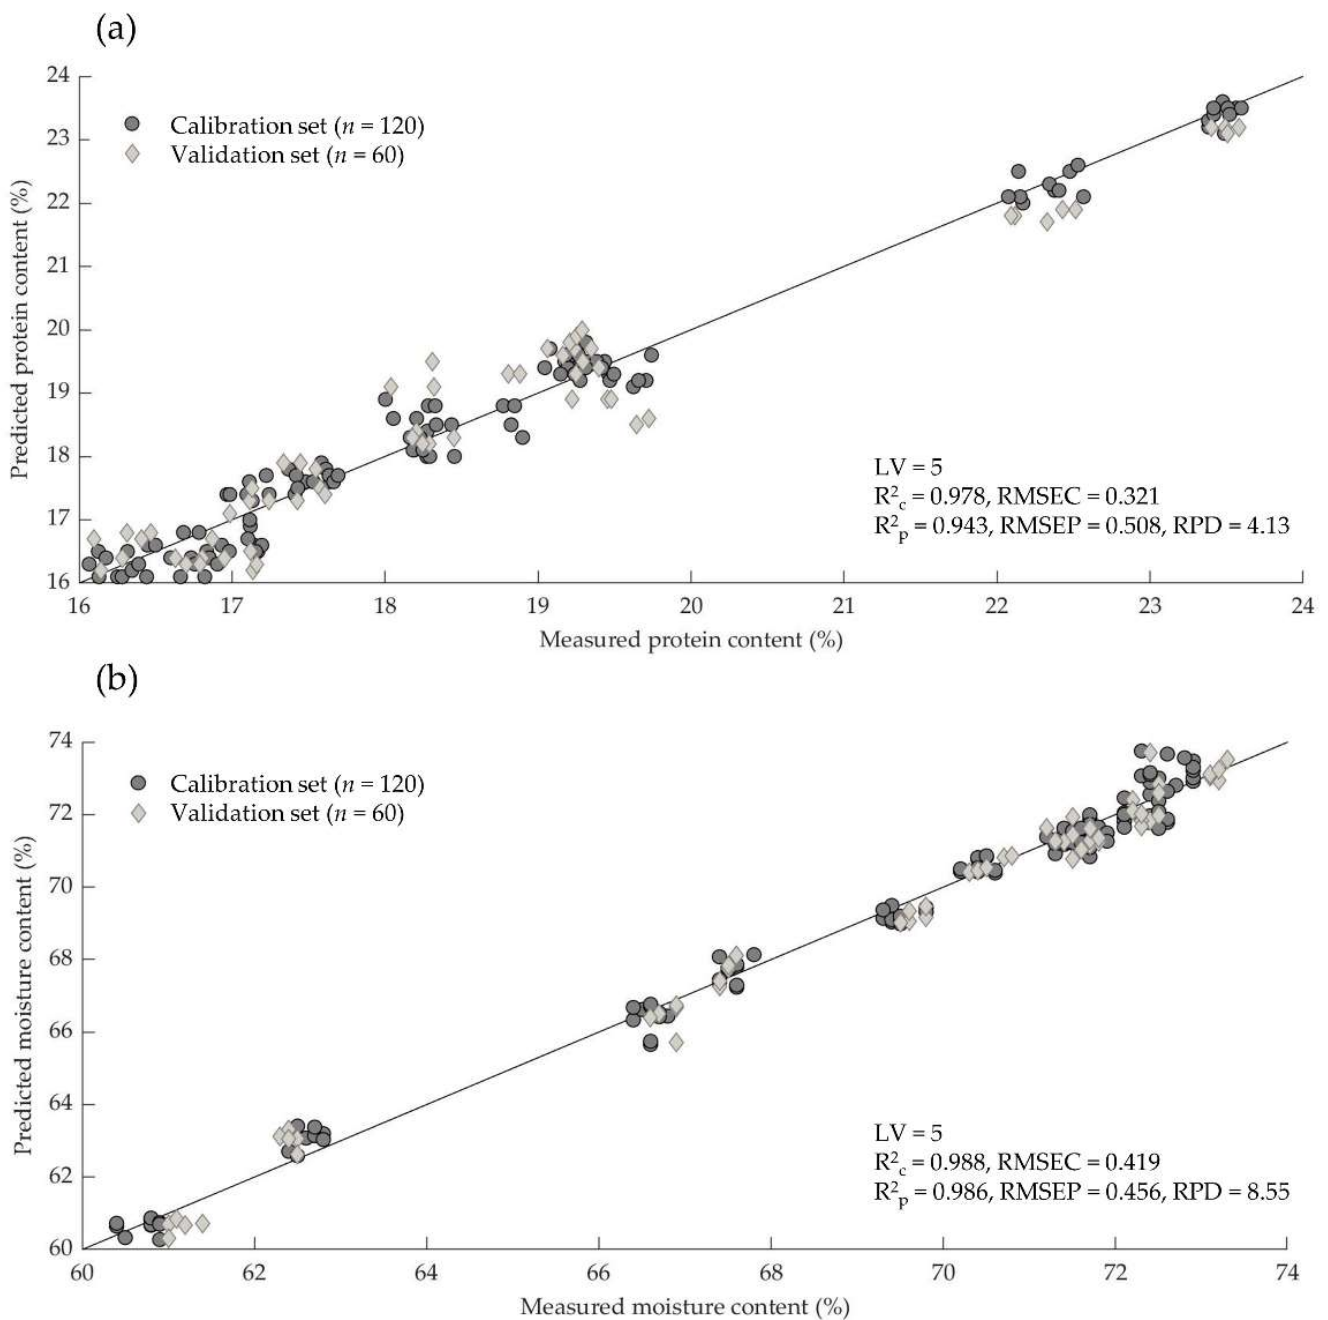 (a)
24
23
22
21
20
19
18
17
16
Predicted protein content (%)
Calibration set (n = 120)
Validation set (n = 60)
LV = 5
R²c = 0.978, RMSEC = 0.321
R²p = 0.943, RMSEP = 0.508, RPD = 4.13
16 17 18 19 20 21 22 23 24
Measured protein content (%)
(b)
74
72
70
68
66
64
62
60
Predicted moisture content (%)
Calibration set (n = 120)
Validation set (n = 60)
LV = 5
R²c = 0.988, RMSEC = 0.419
R²p = 0.986, RMSEP = 0.456, RPD = 8.55
60 62 64 66 68 70 72 74
Measured moisture content (%)